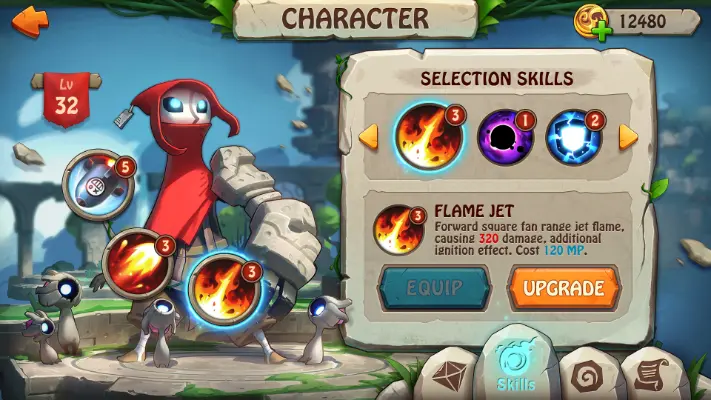 CHARACTER
12480
Lv
32
SELECTION SKILLS
3
1
2
5
3
3
3
FLAME JET
Forward square fan range jet flame,
causing 320 damage, additional
ignition effect. Cost 120 MP.
EQUIP
UPGRADE
Skills